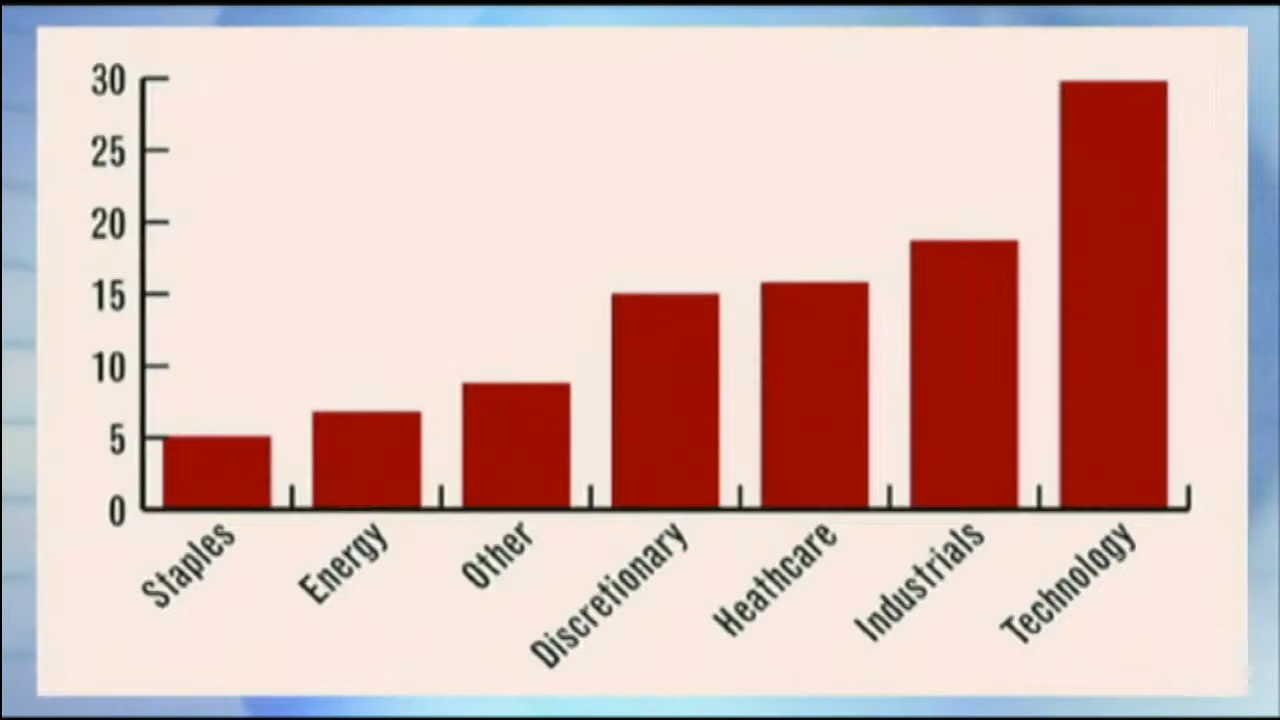 30
25
20
15
10
5
0
Staples
Energy
Other
Discretionary
Heathcare
Industrials
Technology